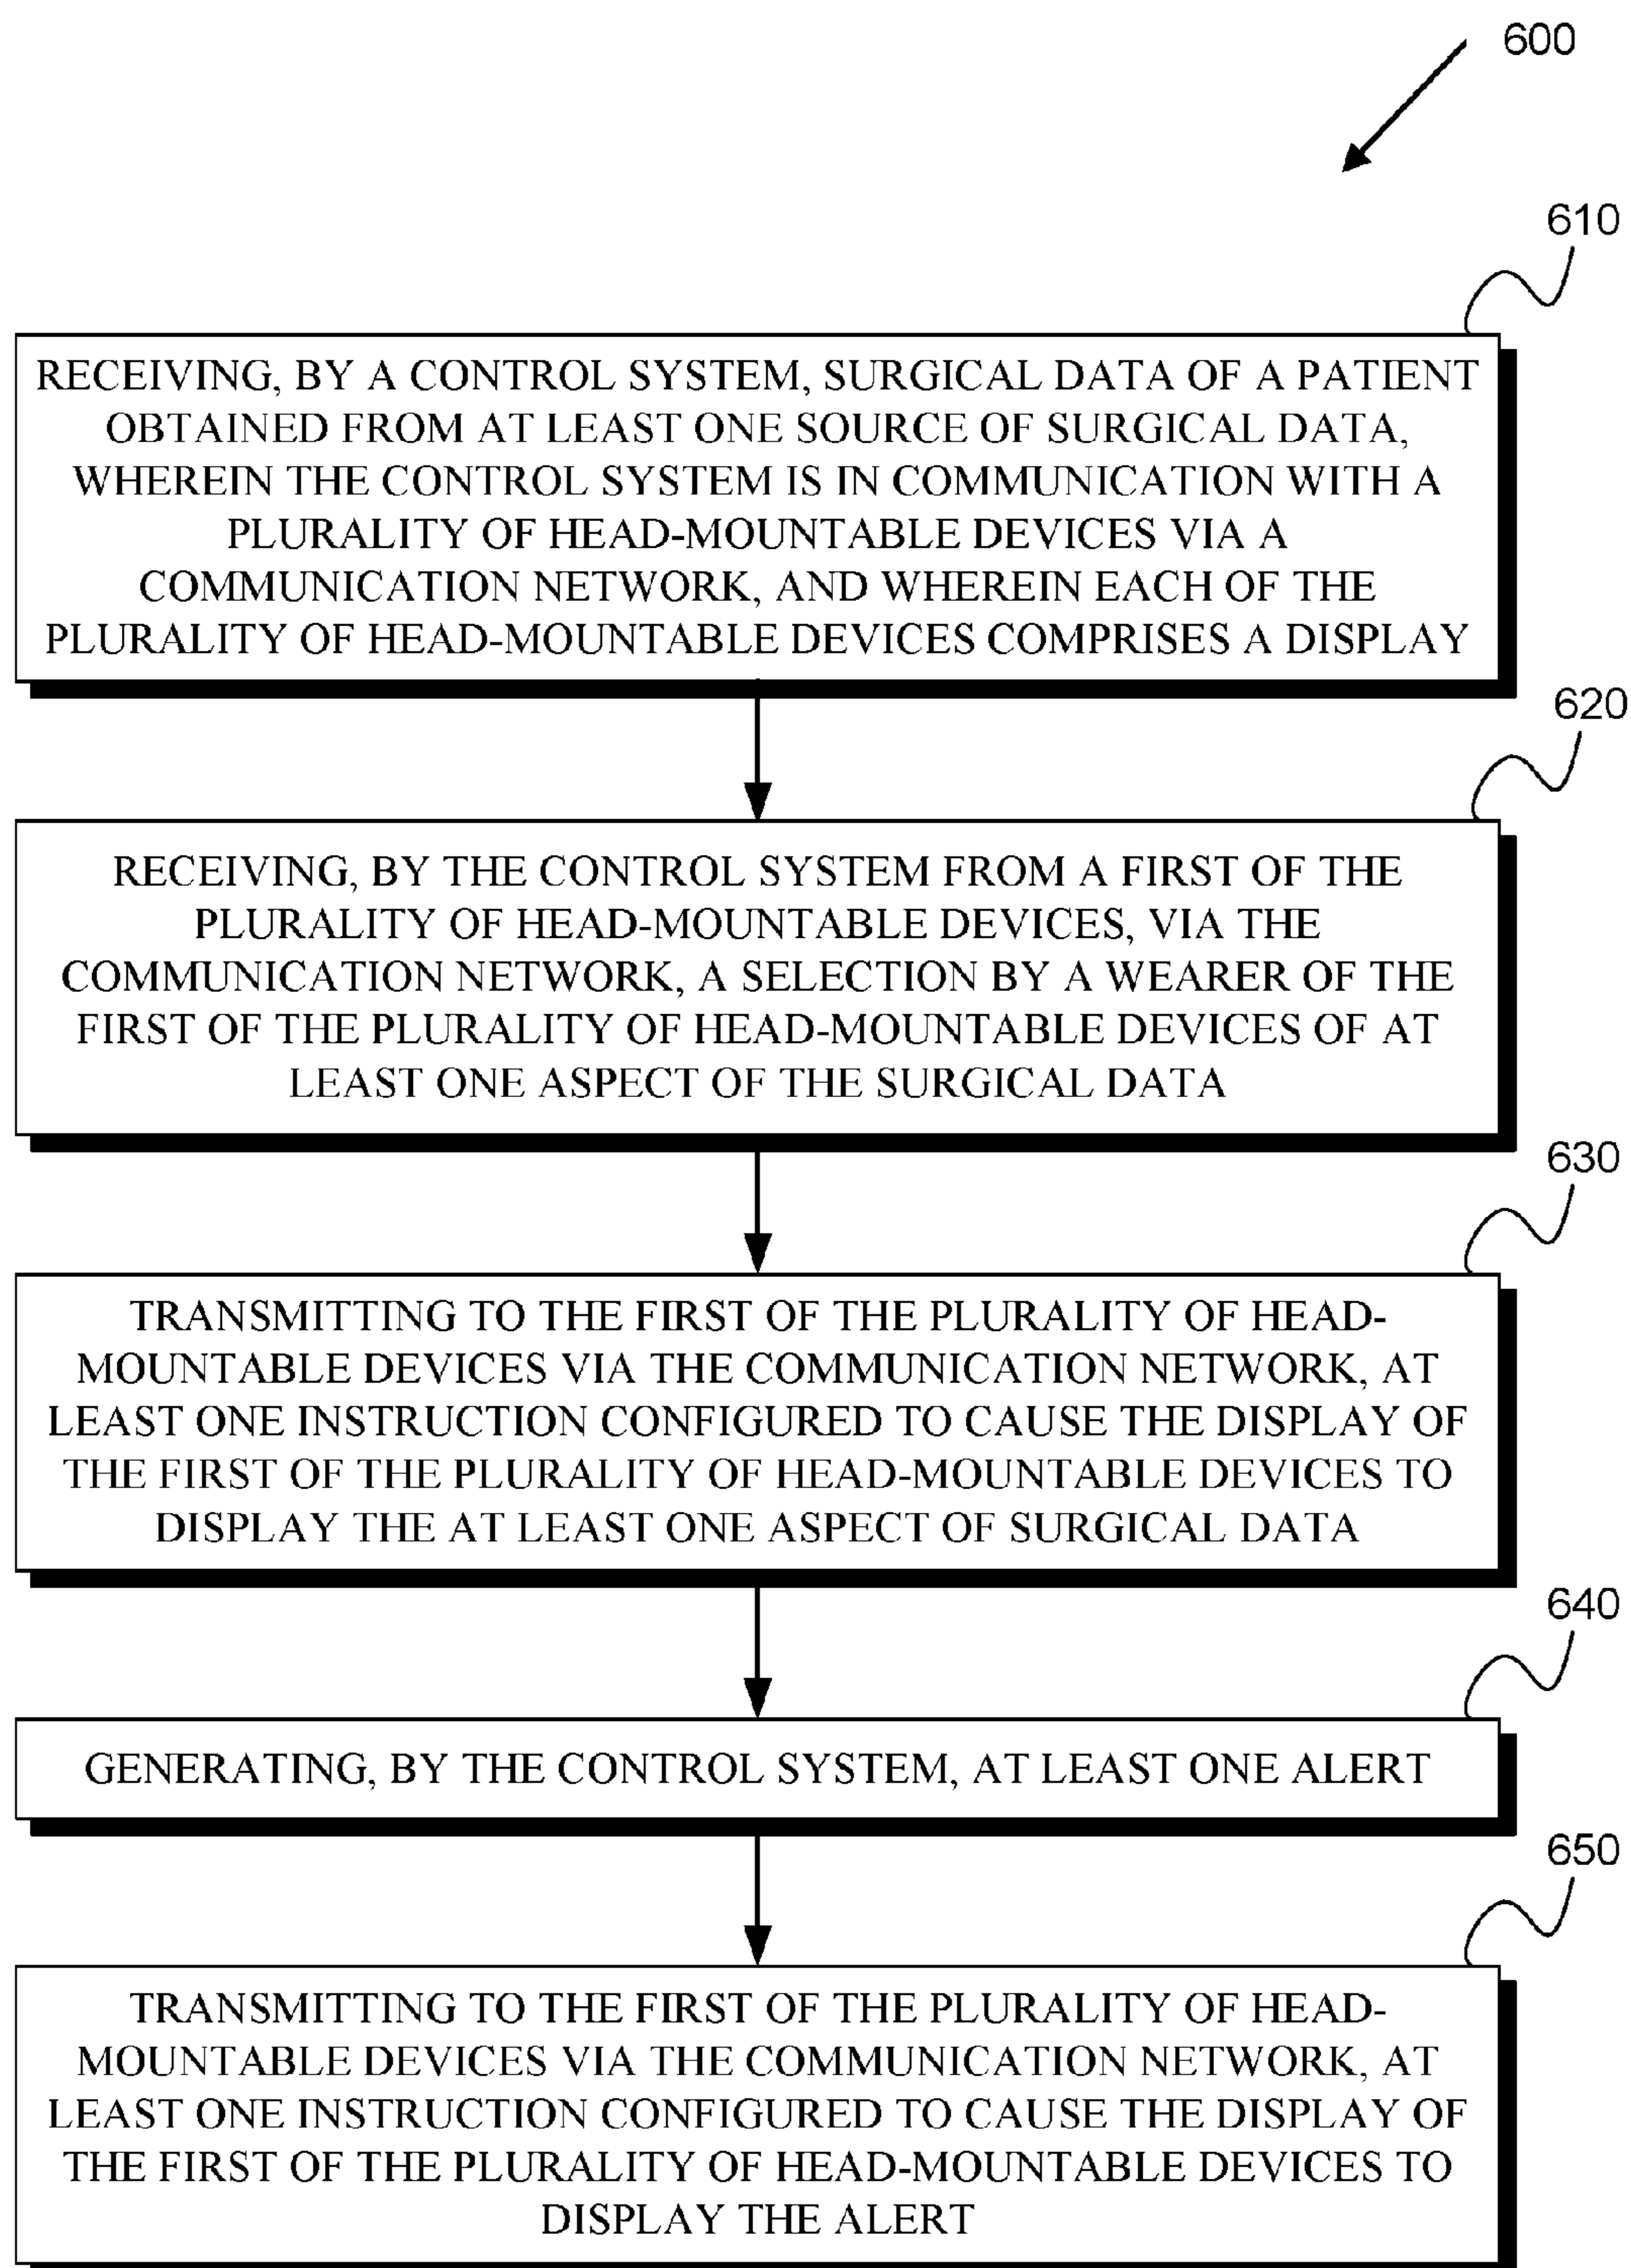 600
610
RECEIVING, BY A CONTROL SYSTEM, SURGICAL DATA OF A PATIENT
OBTAINED FROM AT LEAST ONE SOURCE OF SURGICAL DATA,
WHEREIN THE CONTROL SYSTEM IS IN COMMUNICATION WITH A
PLURALITY OF HEAD-MOUNTABLE DEVICES VIA A
COMMUNICATION NETWORK, AND WHEREIN EACH OF THE
PLURALITY OF HEAD-MOUNTABLE DEVICES COMPRISES A DISPLAY
620
RECEIVING, BY THE CONTROL SYSTEM FROM A FIRST OF THE
PLURALITY OF HEAD-MOUNTABLE DEVICES, VIA THE
COMMUNICATION NETWORK, A SELECTION BY A WEARER OF THE
FIRST OF THE PLURALITY OF HEAD-MOUNTABLE DEVICES OF AT
LEAST ONE ASPECT OF THE SURGICAL DATA
630
TRANSMITTING TO THE FIRST OF THE PLURALITY OF HEAD-
MOUNTABLE DEVICES VIA THE COMMUNICATION NETWORK, AT
LEAST ONE INSTRUCTION CONFIGURED TO CAUSE THE DISPLAY OF
THE FIRST OF THE PLURALITY OF HEAD-MOUNTABLE DEVICES TO
DISPLAY THE AT LEAST ONE ASPECT OF SURGICAL DATA
640
GENERATING, BY THE CONTROL SYSTEM, AT LEAST ONE ALERT
650
TRANSMITTING TO THE FIRST OF THE PLURALITY OF HEAD-
MOUNTABLE DEVICES VIA THE COMMUNICATION NETWORK, AT
LEAST ONE INSTRUCTION CONFIGURED TO CAUSE THE DISPLAY OF
THE FIRST OF THE PLURALITY OF HEAD-MOUNTABLE DEVICES TO
DISPLAY THE ALERT